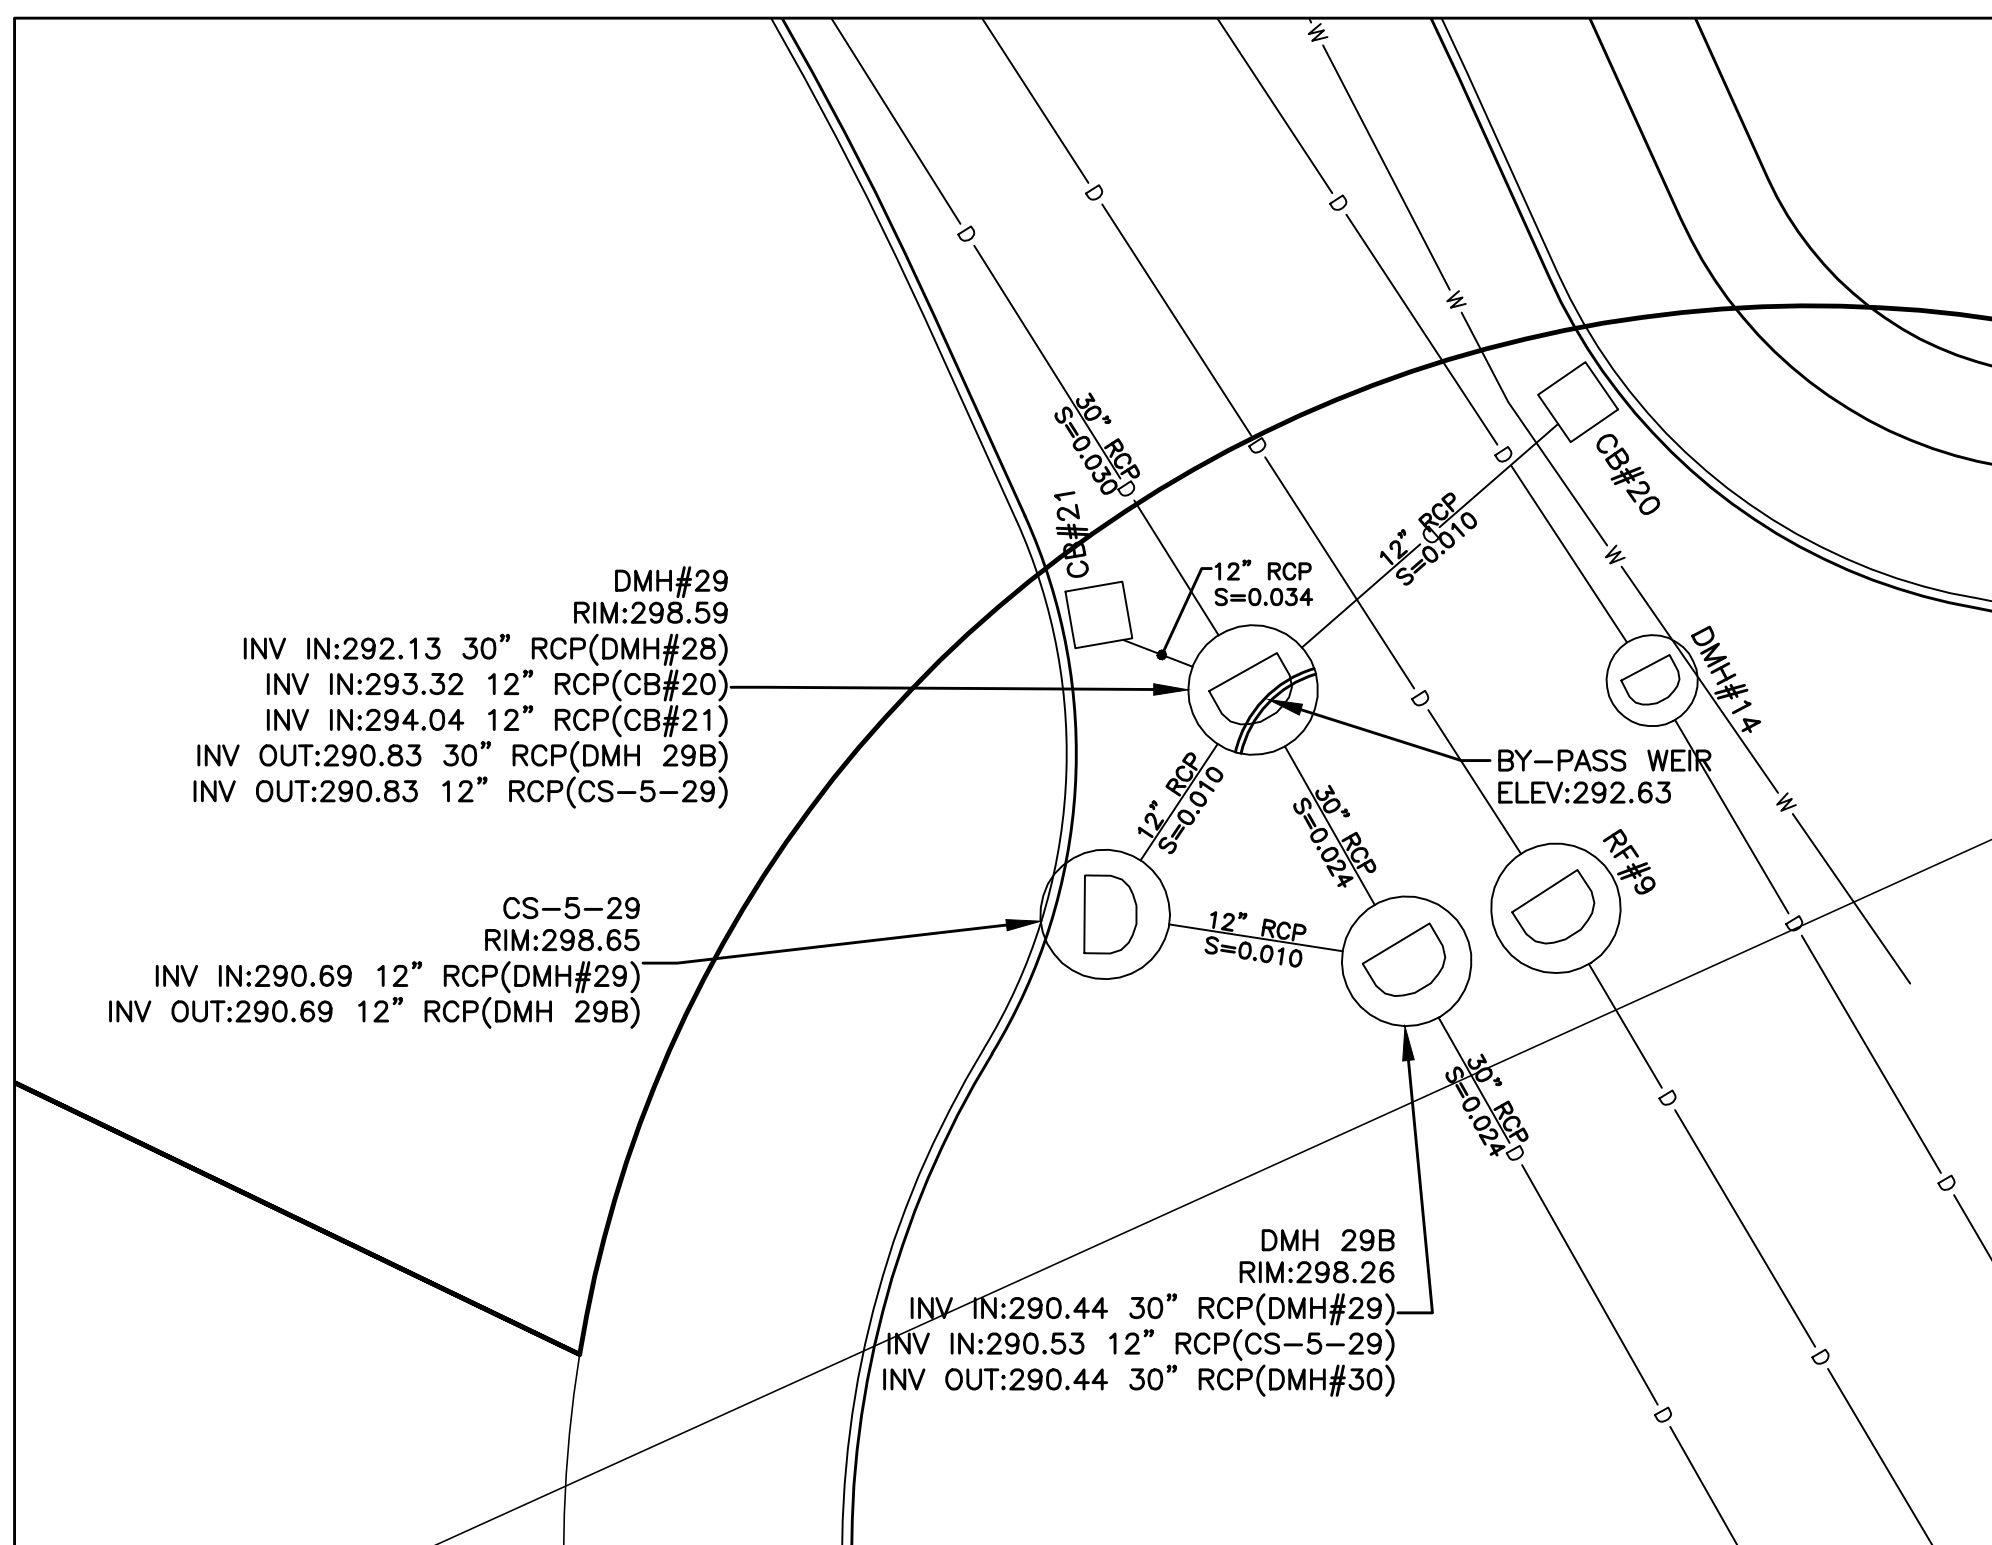 W
D
D
D
W
30” RCP
S=0.030
D
D
D
CB#20
12” RCP
S=0.010
C
CB#21
12” RCP
S=0.034
W
DMH#29
RIM:298.59
INV IN:292.13 30” RCP(DMH#28)
INV IN:293.32 12” RCP(CB#20)
INV IN:294.04 12” RCP(CB#21)
INV OUT:290.83 30” RCP(DMH 29B)
INV OUT:290.83 12” RCP(CS-5-29)
D
D
DMH#14
D
BY-PASS WEIR
ELEV:292.63
W
12” RCP
S=0.010
30” RCP
S=0.024
RF#9
CS-5-29
RIM:298.65
INV IN:290.69 12” RCP(DMH#29)
INV OUT:290.69 12” RCP(DMH 29B)
D
12” RCP
S=0.010
D
D
D
30” RCP
S=0.024
D
D
D
DMH 29B
RIM:298.26
INV IN:290.44 30” RCP(DMH#29)
INV IN:290.53 12” RCP(CS-5-29)
INV OUT:290.44 30” RCP(DMH#30)
D
D